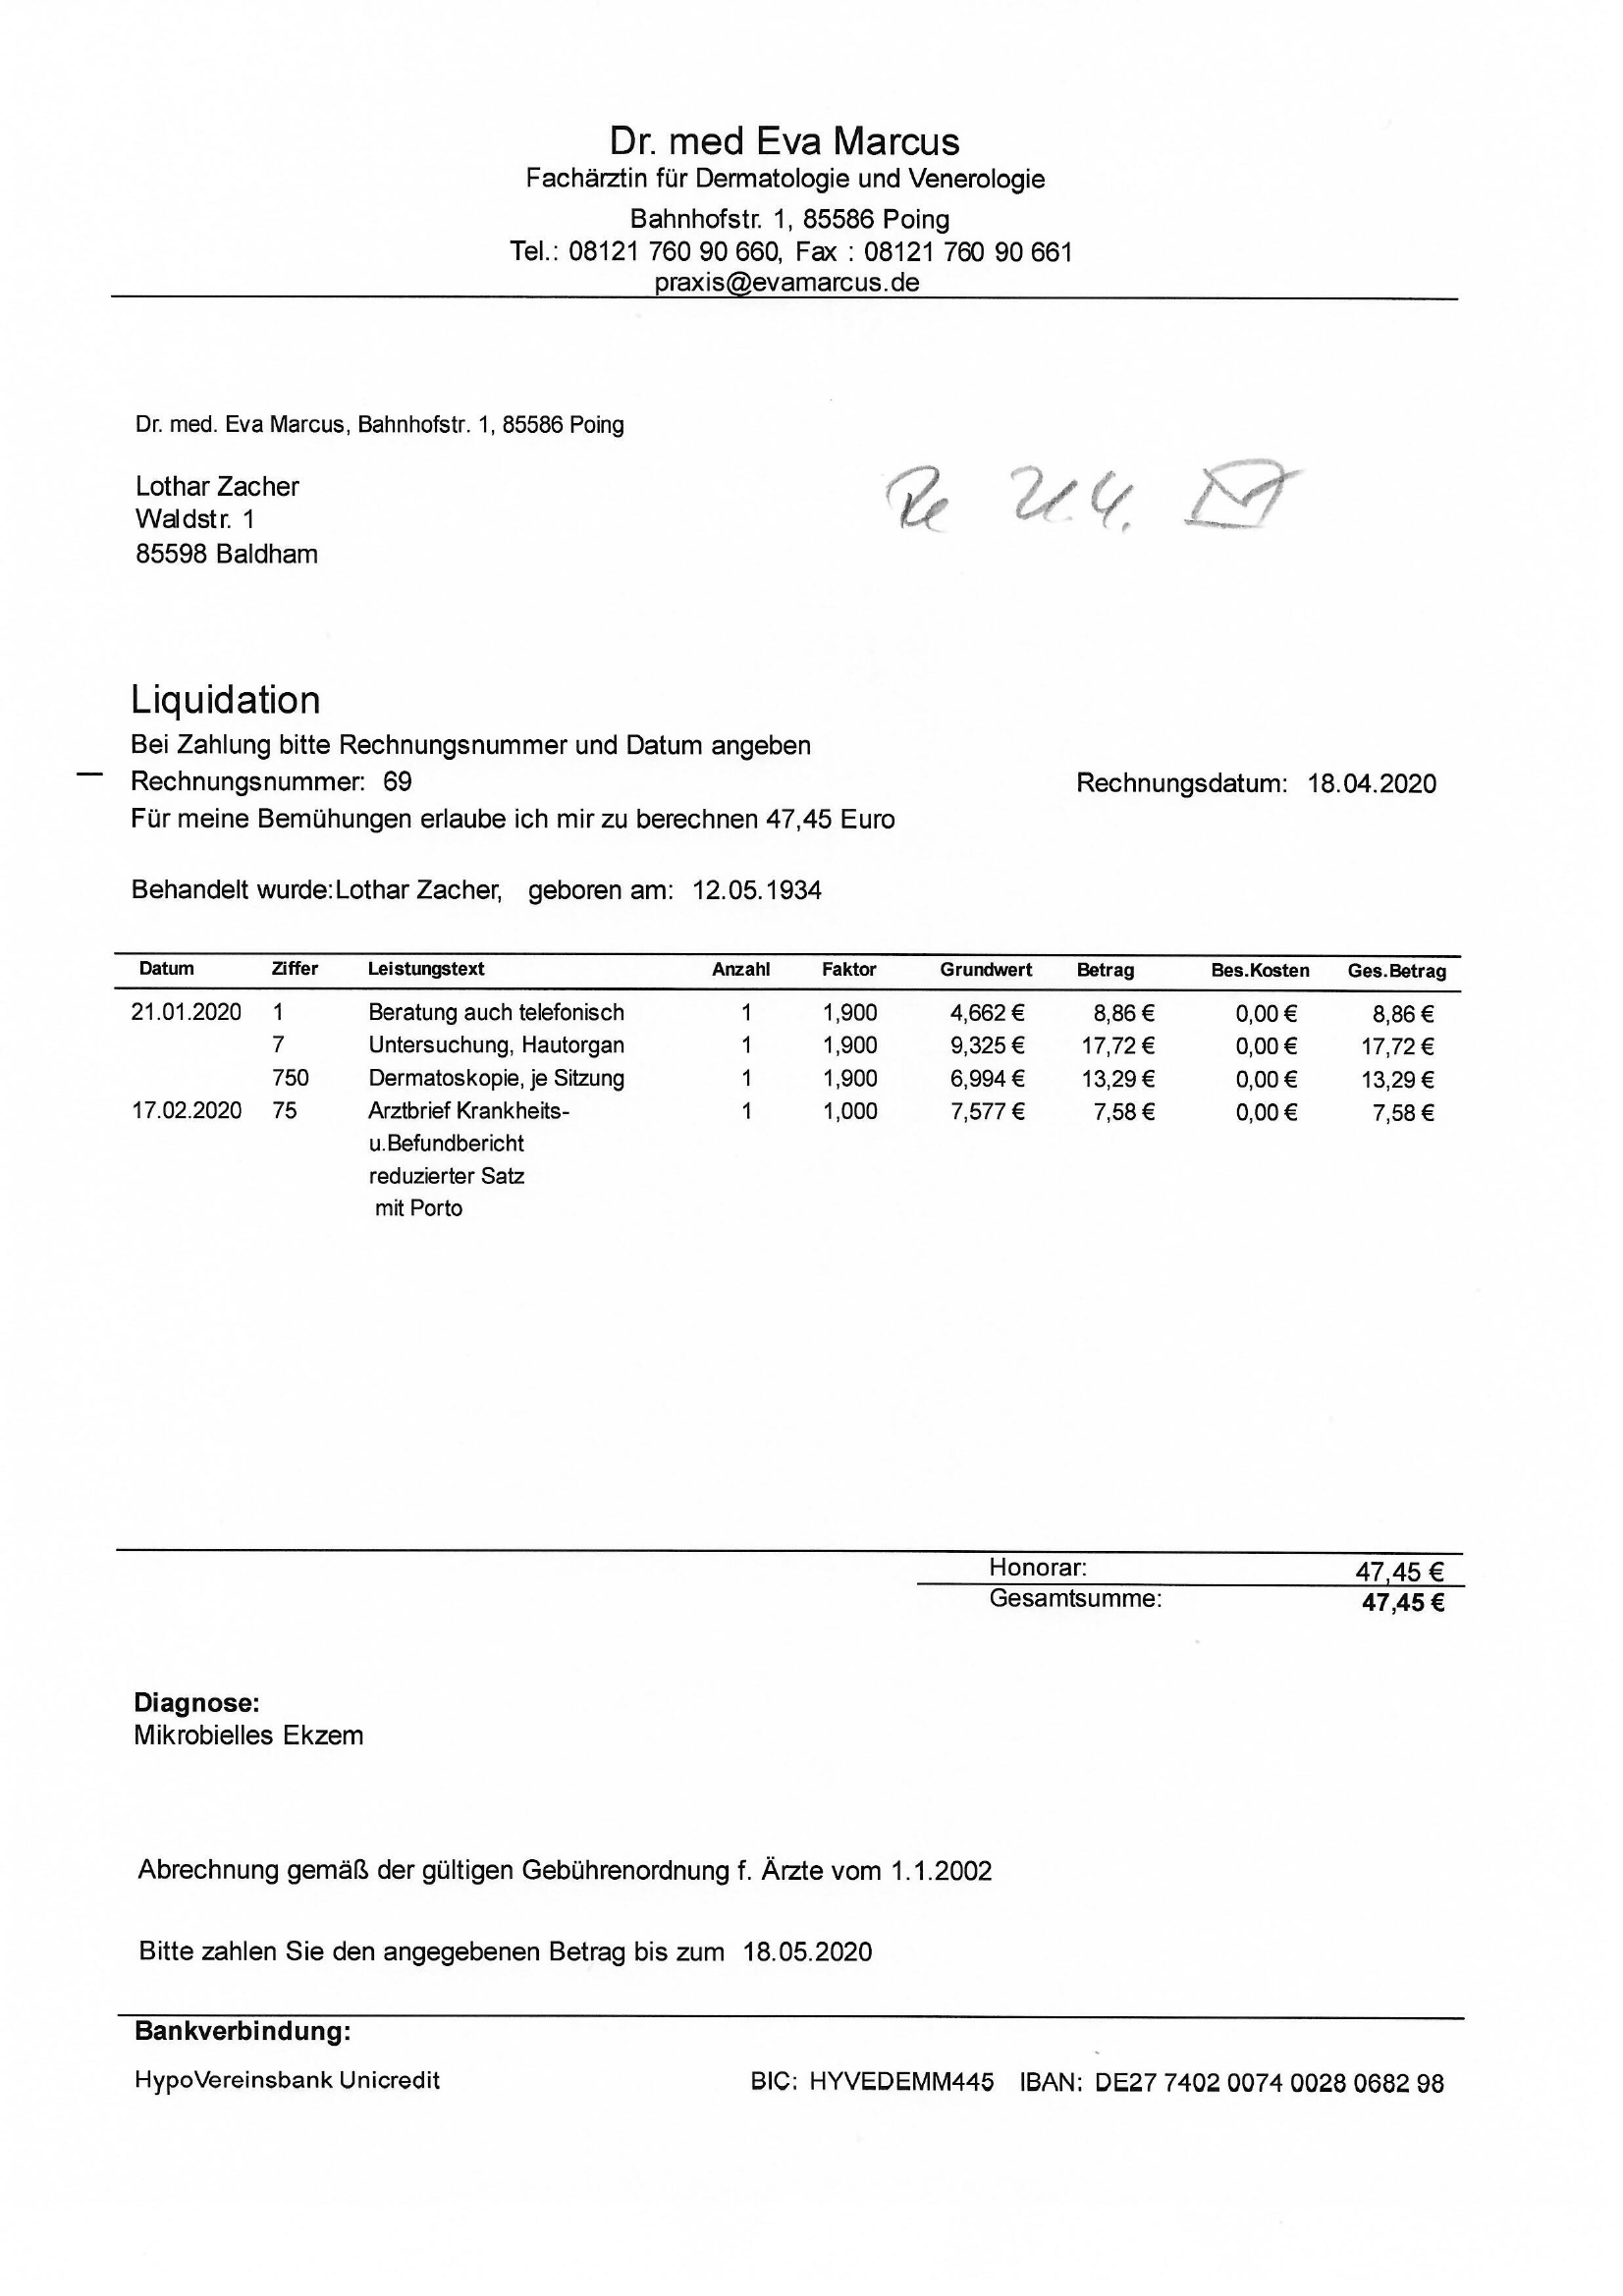 Dr. med Eva Marcus
Fachärztin für Dermatologie und Venerologie
Bahnhofstr. 1, 85586 Poing
Tel.: 08121 760 90 660, Fax : 08121 760 90 661
praxis@evamarcus.de
Dr. med. Eva Marcus, Bahnhofstr. 1, 85586 Poing
Lothar Zacher
Waldstr. 1
85598 Baldham
Liquidation
Bei Zahlung bitte Rechnungsnummer und Datum angeben
Rechnungsnummer: 69 Rechnungsdatum: 18.04.2020
Für meine Bemühungen erlaube ich mir zu berechnen 47,45 Euro
Behandelt wurde:Lothar Zacher, geboren am: 12.05.1934
Datum Ziffer Leistungstext Anzahl Faktor Grundwert Betrag Bes.Kosten Ges.Betrag
21.01.2020 1 Beratung auch telefonisch 1 1,900 4,662 € 8,86 € 0,00 € 8,86 €
7 Untersuchung, Hautorgan 1 1,900 9,325 € 17,72 € 0,00 € 17,72 €
750 Dermatoskopie, je Sitzung 1 1,900 6,994 € 13,29 € 0,00 € 13,29 €
17.02.2020 75 Arztbrief Krankheits- 1 1,000 7,577 € 7,58 € 0,00 € 7,58 €
u.Befundbericht
reduzierter Satz
mit Porto
Honorar: 47,45 €
Gesamtsumme: 47,45 €
Diagnose:
Mikrobielles Ekzem
Abrechnung gemäß der gültigen Gebührenordnung f. Ärzte vom 1.1.2002
Bitte zahlen Sie den angegebenen Betrag bis zum 18.05.2020
Bankverbindung:
HypoVereinsbank Unicredit BIC: HYVEDEMM445 IBAN: DE27 7402 0074 0028 0682 98